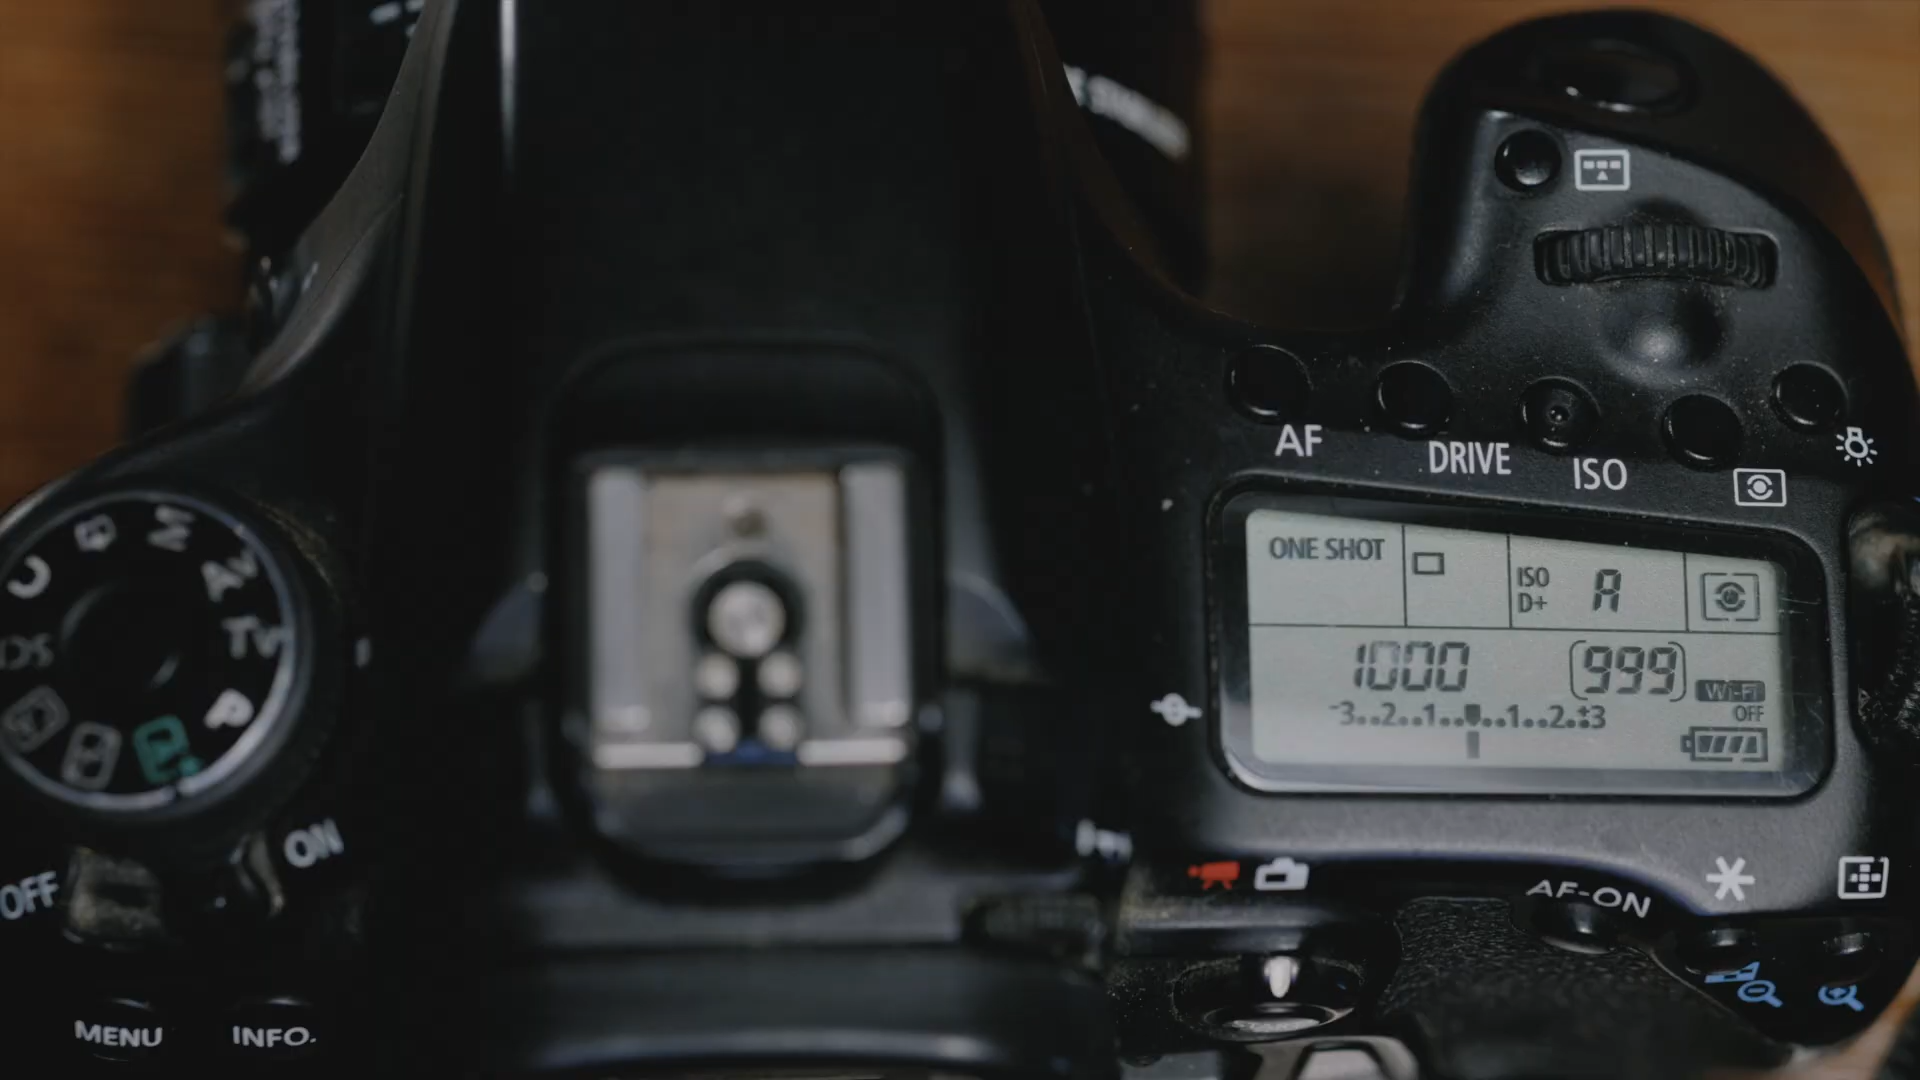 AF
DRIVE
ISO
ONE SHOT
ISO
D+
A
1000
999
Wi-Fi
OFF
-3..2..1..▼..1..2.:+3
M
Av
Tv
P
C
ON
OFF
AF-ON
MENU
INFO.